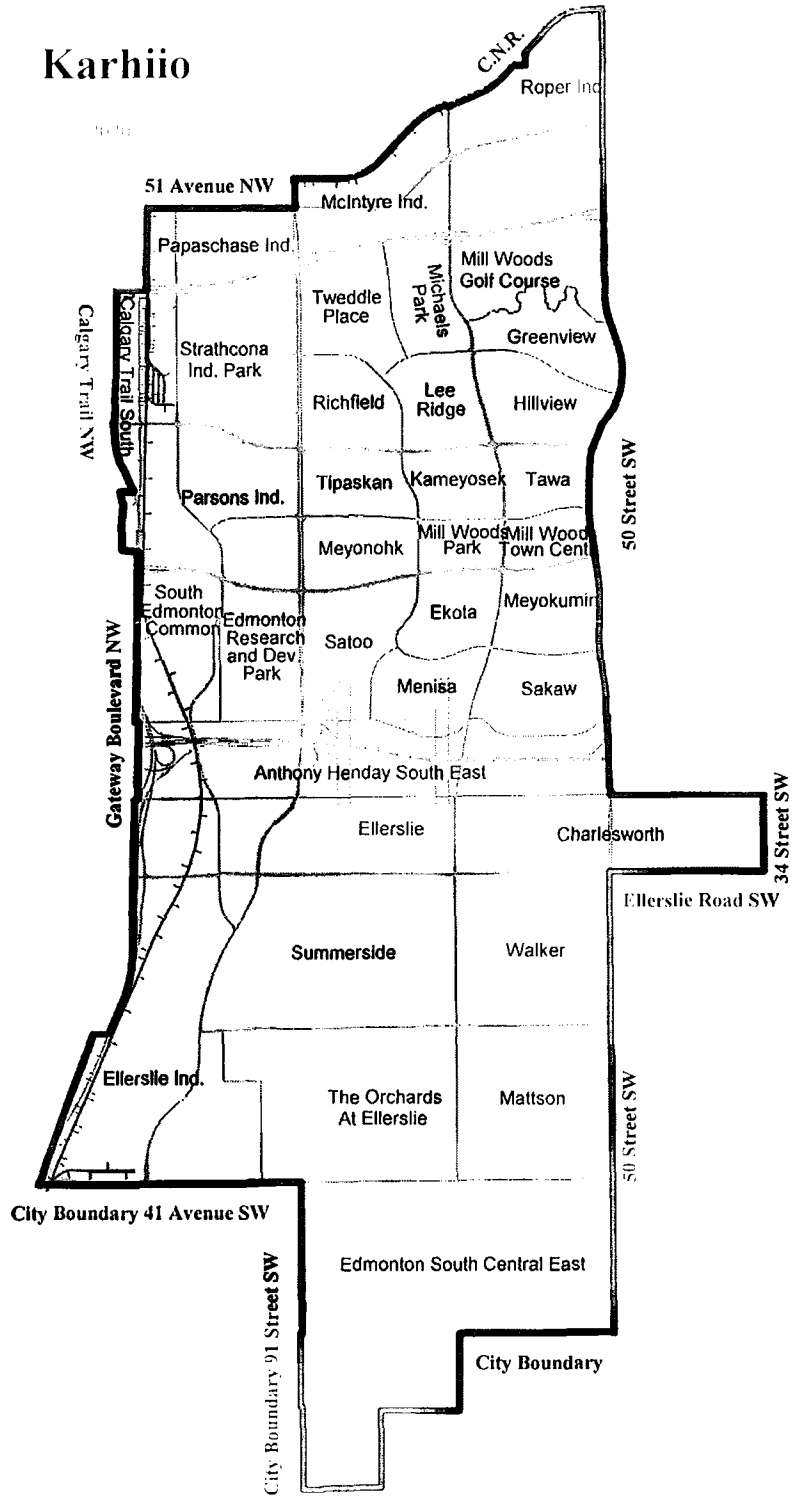 Karhiio
C.N.R.
Roper Ind
51 Avenue NW
McIntyre Ind.
Papaschase Ind.
Mill Woods
Golf Course
Michaels
Park
Tweddle
Place
Calgary Trail NW
Calgary Trail South
Strathcona
Ind. Park
Greenview
Richfield
Lee
Ridge
Hillview
50 Street SW
Parsons Ind.
Tipaskan
Kameyosek
Tawa
Meyonohk
Mill Woods
Park
Mill Wood
Town Cent
South
Edmonton
Common
Edmonton
Research
and Dev
Park
Ekota
Meyokumin
Satoo
Menisa
Sakaw
Gateway Boulevard NW
Anthony Henday South East
Ellerslie
Charlesworth
34 Street SW
Ellerslie Road SW
Summerside
Walker
Ellerslie Ind.
The Orchards
At Ellerslie
Mattson
50 Street SW
City Boundary 41 Avenue SW
City Boundary 91 Street SW
Edmonton South Central East
City Boundary